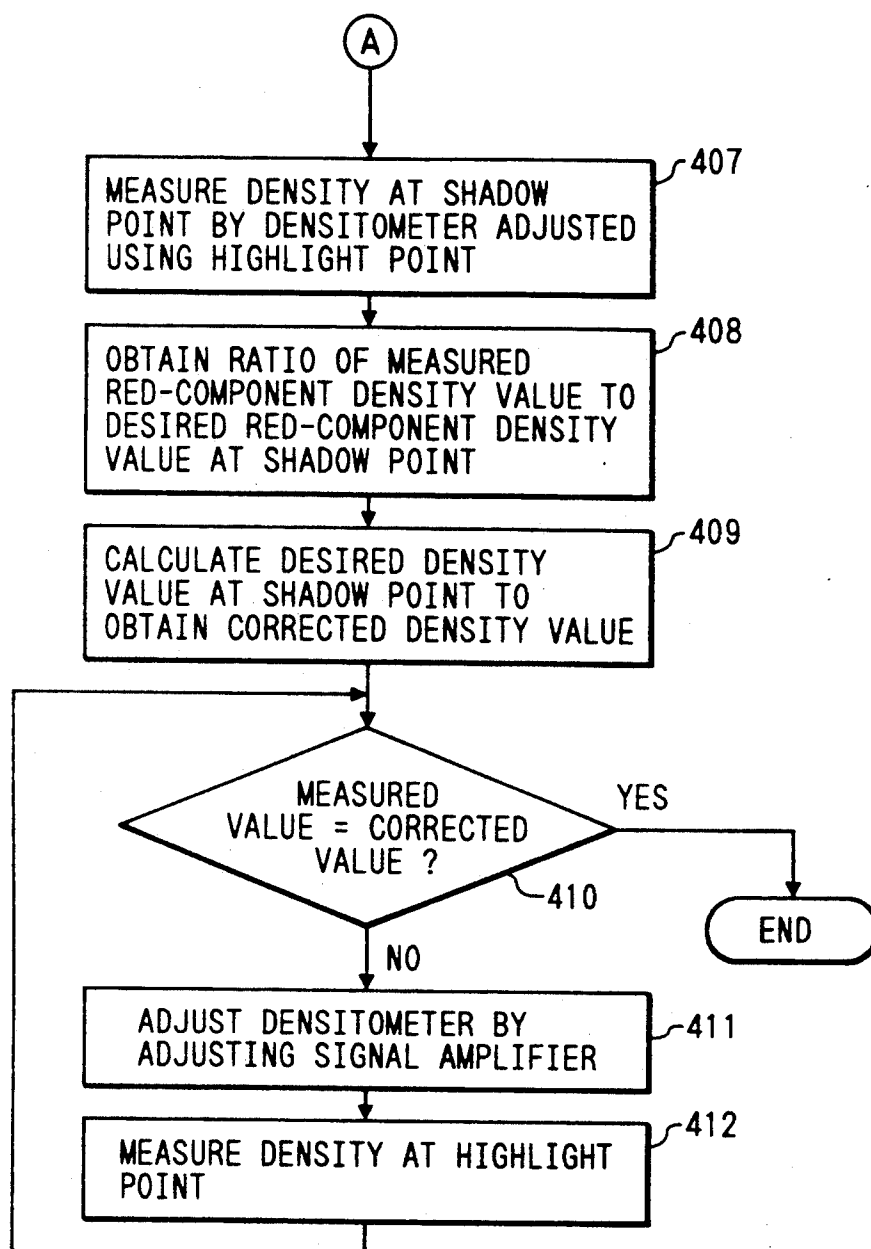 A
407
MEASURE DENSITY AT SHADOW
POINT BY DENSITOMETER ADJUSTED
USING HIGHLIGHT POINT
408
OBTAIN RATIO OF MEASURED
RED-COMPONENT DENSITY VALUE TO
DESIRED RED-COMPONENT DENSITY
VALUE AT SHADOW POINT
409
CALCULATE DESIRED DENSITY
VALUE AT SHADOW POINT TO
OBTAIN CORRECTED DENSITY VALUE
MEASURED
VALUE = CORRECTED
VALUE ?
YES
410
END
NO
ADJUST DENSITOMETER BY
ADJUSTING SIGNAL AMPLIFIER
411
412
MEASURE DENSITY AT HIGHLIGHT
POINT